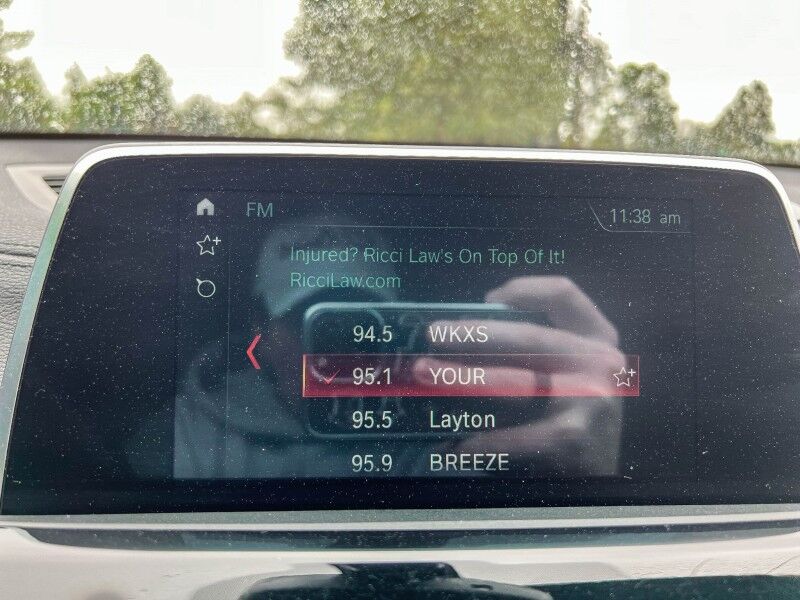 FM
11:38 am
Injured? Ricci Law's On Top Of It!
RicciLaw.com
94.5 WKXS
95.1 YOUR
95.5 Layton
95.9 BREEZE